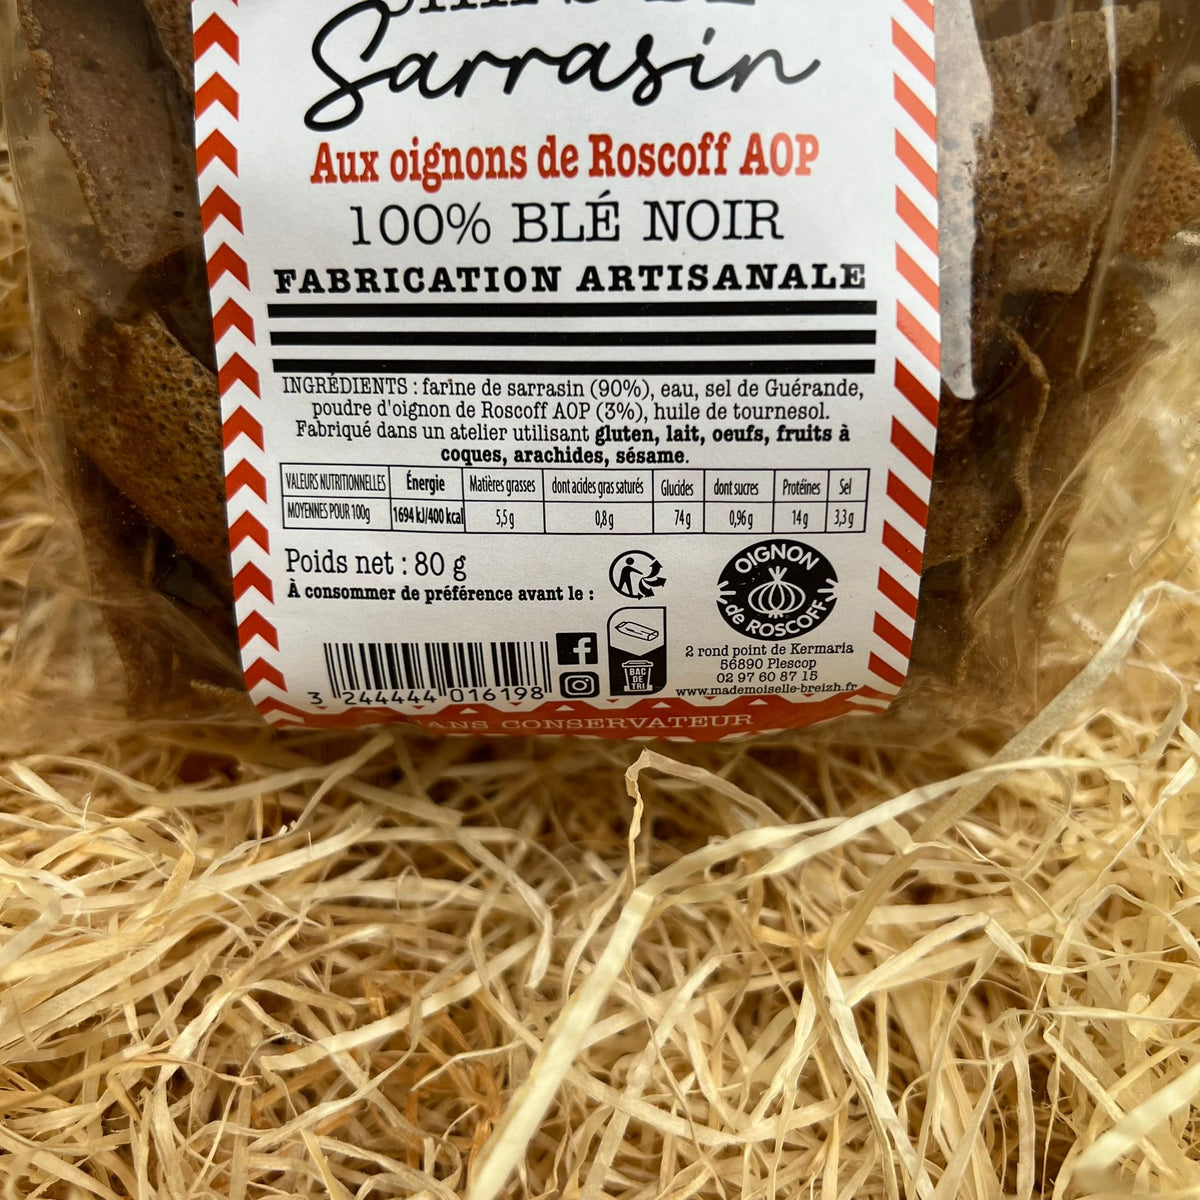 Sarrasin
Aux oignons de Roscoff AOP
100% BLÉ NOIR
FABRICATION ARTISANALE
INGRÉDIENTS : farine de sarrasin (90%), eau, sel de Guérande,
poudre d'oignon de Roscoff AOP (3%), huile de tournesol.
Fabriqué dans un atelier utilisant gluten, lait, oeufs, fruits à
coques, arachides, sésame.
VALEURS NUTRITIONNELLES Énergie Matières grasses dont acides gras saturés Glucides dont sucres Protéines Sel
MOYENNES POUR 100g 1694 kJ/400 kcal 5,5 g 0,8 g 74 g 0,96 g 14 g 3,3 g
Poids net : 80 g
À consommer de préférence avant le :
OIGNON
de ROSCOFF
BAC
DE
TRI
2 rond point de Kermaria
56890 Plescop
02 97 60 87 15
www.mademoiselle-breizh.fr
3 244444 016198
SANS CONSERVATEUR